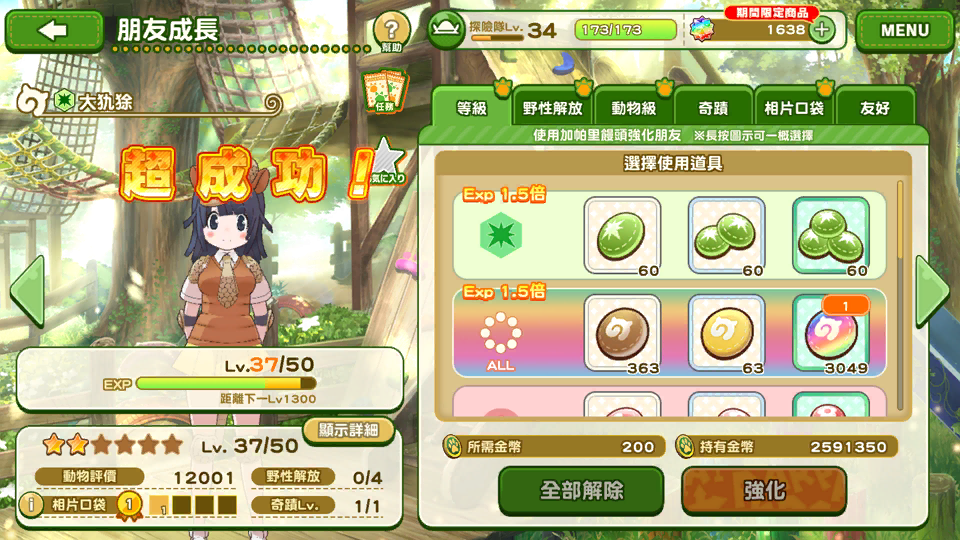 朋友成長
幫助
探險隊Lv. 34
173/173
期間限定商品
1638
MENU
大犰狳
任務
気に入り
超成功!
等級
野性解放
動物級
奇蹟
相片口袋
友好
使用加帕里饅頭強化朋友 ※長按圖示可一概選擇
選擇使用道具
Exp 1.5倍
60
60
60
Exp 1.5倍
ALL
363
63
1
3049
Lv.37/50
EXP
距離下一Lv1300
顯示詳細
Lv. 37/50
動物評價 12001
野性解放 0/4
i 相片口袋 1 1
奇蹟Lv. 1/1
所需金幣 200
持有金幣 2591350
全部解除
強化